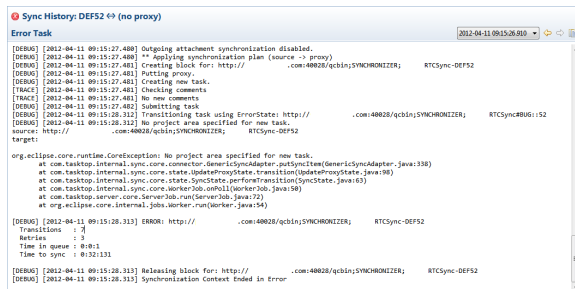 Sync History: DEF52 <-> (no proxy)
Error Task
2012-04-11 09:15:26.910
[DEBUG] [2012-04-11 09:15:27.480] Outgoing attachment synchronization disabled.
[DEBUG] [2012-04-11 09:15:27.480] ** Applying synchronization plan (source -> proxy)
[DEBUG] [2012-04-11 09:15:27.481] Creating block for: http:// .com:40028/qcbin;SYNCHRONIZER; RTCSync-DEF52
[DEBUG] [2012-04-11 09:15:27.481] Putting proxy.
[DEBUG] [2012-04-11 09:15:27.481] Creating new task.
[TRACE] [2012-04-11 09:15:27.481] Checking comments
[TRACE] [2012-04-11 09:15:27.481] No new comments
[DEBUG] [2012-04-11 09:15:27.482] Submitting task
[DEBUG] [2012-04-11 09:15:28.312] Transitioning task using ErrorState: http:// .com:40028/qcbin;SYNCHRONIZER; RTCSync#BUG::52
[DEBUG] [2012-04-11 09:15:28.312] No project area specified for new task.
source: http:// .com:40028/qcbin;SYNCHRONIZER; RTCSync-DEF52
target:
org.eclipse.core.runtime.CoreException: No project area specified for new task.
at com.tasktop.internal.sync.core.connector.GenericSyncAdapter.putSyncItem(GenericSyncAdapter.java:338)
at com.tasktop.internal.sync.core.state.UpdateProxyState.transition(UpdateProxyState.java:98)
at com.tasktop.internal.sync.core.state.SyncState.performTransition(SyncState.java:63)
at com.tasktop.internal.sync.core.WorkerJob.onPoll(WorkerJob.java:50)
at com.tasktop.server.core.ServerJob.run(ServerJob.java:72)
at org.eclipse.core.internal.jobs.Worker.run(Worker.java:54)
[DEBUG] [2012-04-11 09:15:28.313] ERROR: http:// .com:40028/qcbin;SYNCHRONIZER; RTCSync-DEF52
Transitions : 7
Retries : 3
Time in queue : 0:0:1
Time to sync : 0:32:131
[DEBUG] [2012-04-11 09:15:28.313] Releasing block for: http:// .com:40028/qcbin;SYNCHRONIZER; RTCSync-DEF52
[DEBUG] [2012-04-11 09:15:28.313] Synchronization Context Ended in Error